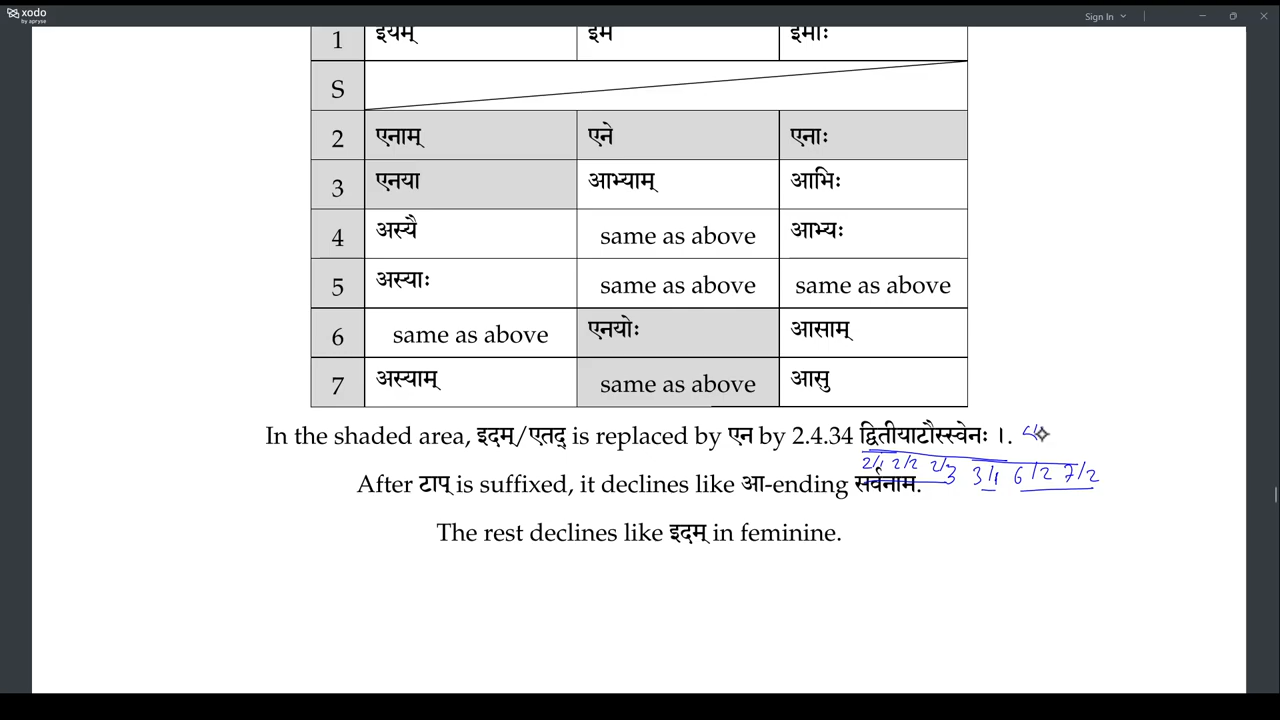 xodo
by apryse
Sign In
1 इयम् इमे इमाः
S
2 एनाम् एने एनाः
3 एनया आभ्याम् आभिः
4 अस्यै same as above आभ्यः
5 अस्याः same as above same as above
6 same as above एनयोः आसाम्
7 अस्याम् same as above आसु
In the shaded area, इदम्/एतद् is replaced by एन by 2.4.34 द्वितीयाटौस्स्वेनः ।.
2/1 2/2 2/3 3/1 6/2 7/2
After टाप् is suffixed, it declines like आ-ending सर्वनाम.
The rest declines like इदम् in feminine.